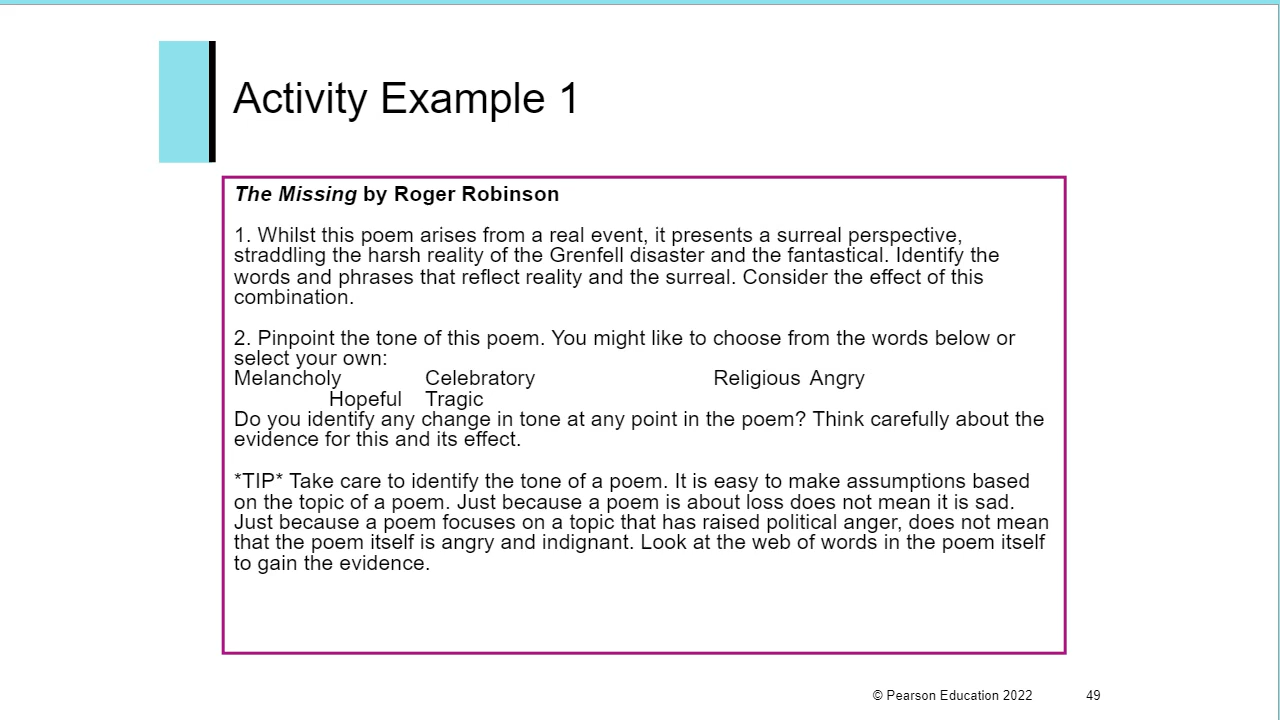 Activity Example 1
The Missing by Roger Robinson
1. Whilst this poem arises from a real event, it presents a surreal perspective,
straddling the harsh reality of the Grenfell disaster and the fantastical. Identify the
words and phrases that reflect reality and the surreal. Consider the effect of this
combination.
2. Pinpoint the tone of this poem. You might like to choose from the words below or
select your own:
Melancholy Celebratory Religious Angry
Hopeful Tragic
Do you identify any change in tone at any point in the poem? Think carefully about the
evidence for this and its effect.
*TIP* Take care to identify the tone of a poem. It is easy to make assumptions based
on the topic of a poem. Just because a poem is about loss does not mean it is sad.
Just because a poem focuses on a topic that has raised political anger, does not mean
that the poem itself is angry and indignant. Look at the web of words in the poem itself
to gain the evidence.
© Pearson Education 2022 49